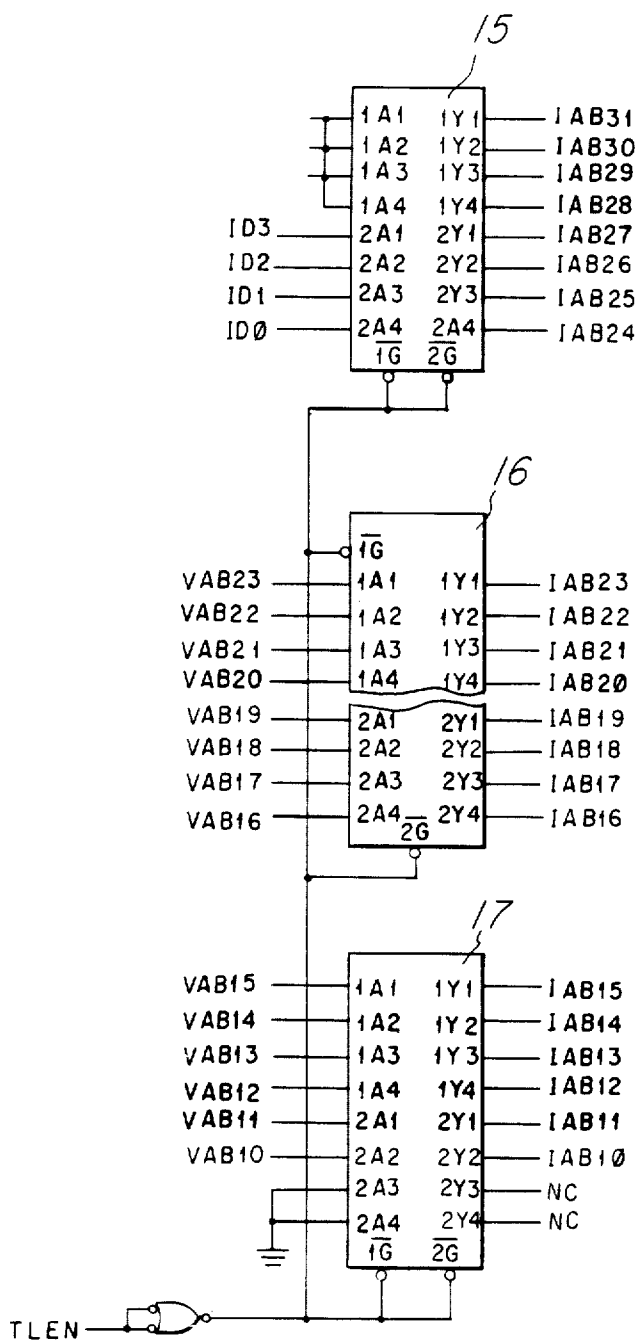 15
1A1 1Y1 IAB31
1A2 1Y2 IAB30
1A3 1Y3 IAB29
1A4 1Y4 IAB28
ID3 2A1 2Y1 IAB27
ID2 2A2 2Y2 IAB26
ID1 2A3 2Y3 IAB25
IDØ 2A4 2A4 IAB24
1G 2G
16
1G
VAB23 1A1 1Y1 IAB23
VAB22 1A2 1Y2 IAB22
VAB21 1A3 1Y3 IAB21
VAB20 1A4 1Y4 IAB2Ø
VAB19 2A1 2Y1 IAB19
VAB18 2A2 2Y2 IAB18
VAB17 2A3 2Y3 IAB17
VAB16 2A4 2Y4 IAB16
2G
17
VAB15 1A1 1Y1 IAB15
VAB14 1A2 1Y2 IAB14
VAB13 1A3 1Y3 IAB13
VAB12 1A4 1Y4 IAB12
VAB11 2A1 2Y1 IAB11
VAB10 2A2 2Y2 IAB1Ø
2A3 2Y3 NC
2A4 2Y4 NC
1G 2G
TLEN